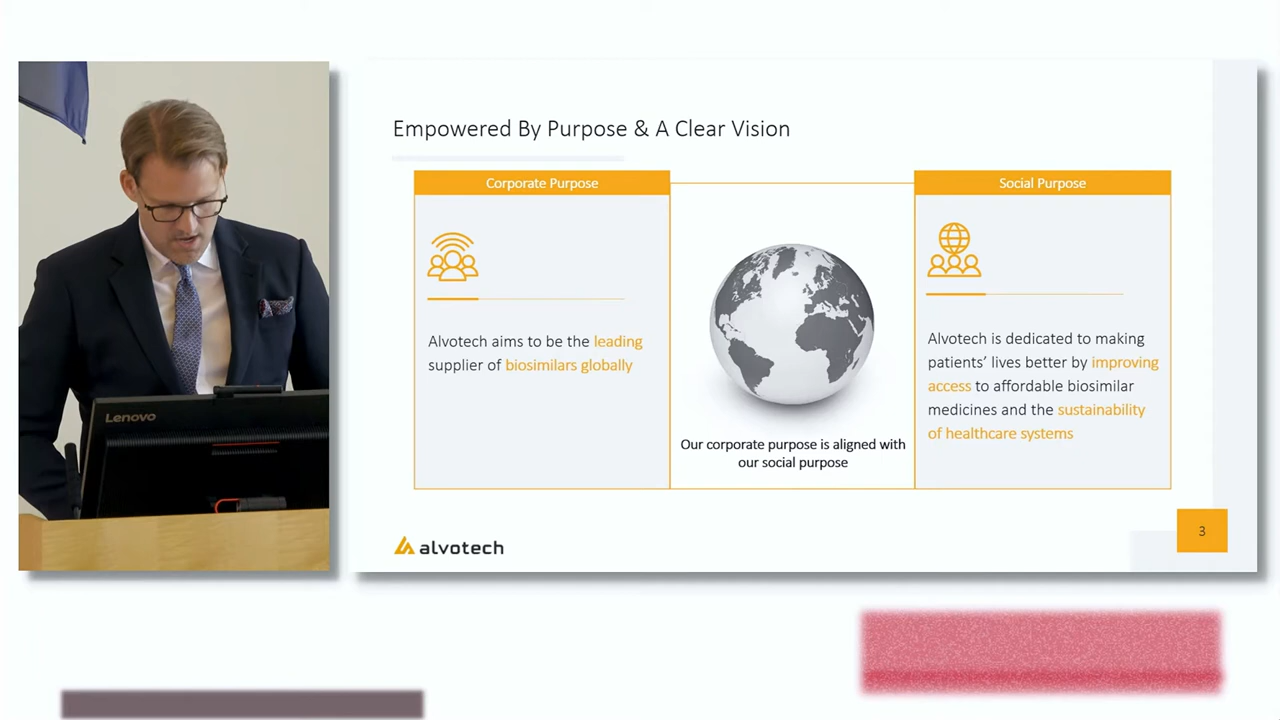 Empowered By Purpose & A Clear Vision
Corporate Purpose
Alvotech aims to be the leading
supplier of biosimilars globally
Our corporate purpose is aligned with
our social purpose
Social Purpose
Alvotech is dedicated to making
patients’ lives better by improving
access to affordable biosimilar
medicines and the sustainability
of healthcare systems
alvotech
3
Lenovo